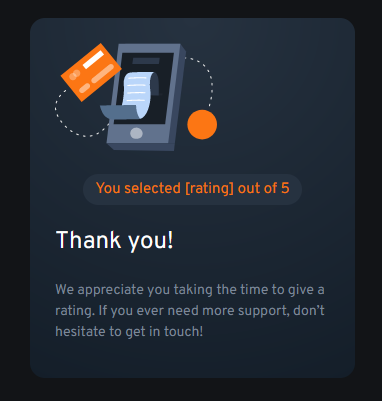 You selected [rating] out of 5
Thank you!
We appreciate you taking the time to give a
rating. If you ever need more support, don’t
hesitate to get in touch!